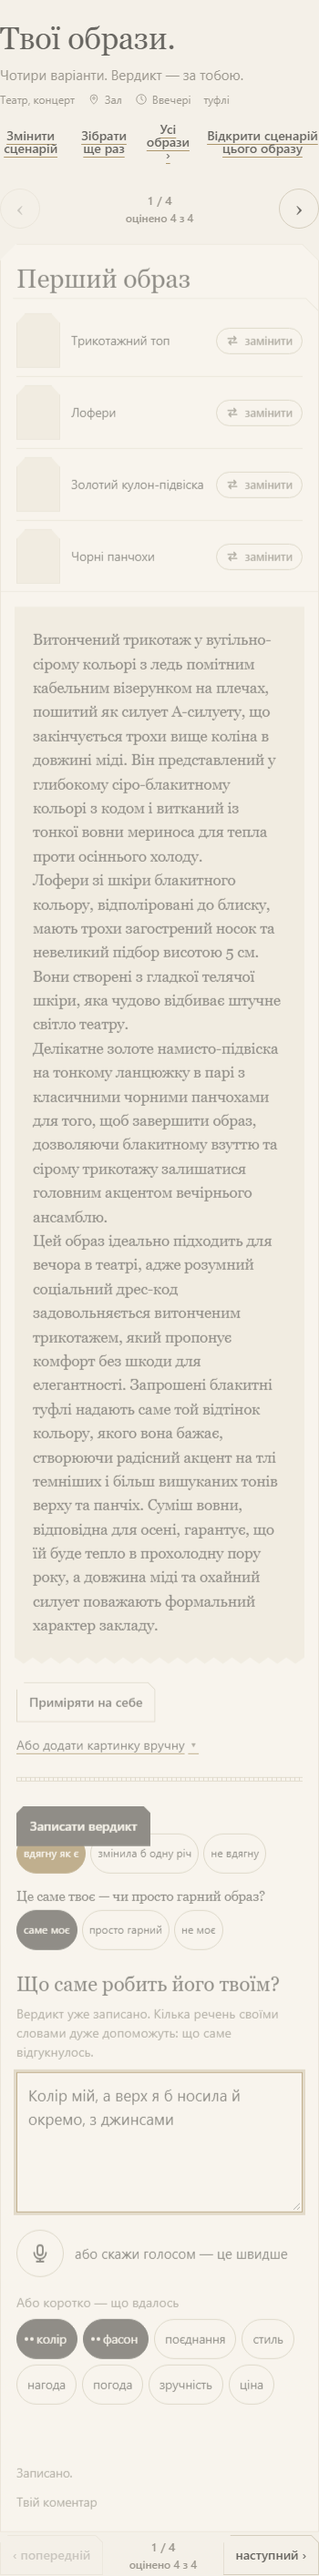 Твої образи.
Чотири варіанти. Вердикт — за тобою.
Театр, концерт Зал Ввечері туфлі
Змінити сценарій
Зібрати ще раз
Усі образи ›
Відкрити сценарій цього образу
‹
1 / 4
оцінено 4 з 4
›
Перший образ
Трикотажний топ ⇄ замінити
Лофери ⇄ замінити
Золотий кулон-підвіска ⇄ замінити
Чорні панчохи ⇄ замінити
Витончений трикотаж у вугільно-
сірому кольорі з ледь помітним
кабельним візерунком на плечах,
пошитий як силует А-силуету, що
закінчується трохи вище коліна в
довжині міді. Він представлений у
глибокому сіро-блакитному
кольорі з кодом і витканий із
тонкої вовни мериноса для тепла
проти осіннього холоду.
Лофери зі шкіри блакитного
кольору, відполіровані до блиску,
мають трохи загострений носок та
невеликий підбор висотою 5 см.
Вони створені з гладкої телячої
шкіри, яка чудово відбиває штучне
світло театру.
Делікатне золоте намисто-підвіска
на тонкому ланцюжку в парі з
класичними чорними панчохами
для того, щоб завершити образ,
дозволяючи блакитному взуттю та
сірому трикотажу залишатися
головним акцентом вечірнього
ансамблю.
Цей образ ідеально підходить для
вечора в театрі, адже розумний
соціальний дрес-код
задовольняється витонченим
трикотажем, який пропонує
комфорт без шкоди для
елегантності. Запрошені блакитні
туфлі надають саме той відтінок
кольору, якого вона бажає,
створюючи радісний акцент на тлі
темніших і більш вишуканих тонів
верху та панчіх. Суміш вовни,
відповідна для осені, гарантує, що
їй буде тепло в прохолодну пору
року, а довжина міді та охайний
силует поважають формальний
характер закладу.
Приміряти на себе
Або додати картинку вручну ▾
Записати вердикт
вдягну як є змінила б одну річ не вдягну
Це саме твоє — чи просто гарний образ?
саме моє просто гарний не моє
Що саме робить його твоїм?
Вердикт уже записано. Кілька речень своїми
словами дуже допоможуть: що саме
відгукнулось.
Колір мій, а верх я б носила й
окремо, з джинсами
або скажи голосом — це швидше
Або коротко — що вдалось
колір фасон поєднання стиль
нагода погода зручність ціна
Записано.
Твій коментар
‹ попередній
1 / 4
оцінено 4 з 4
наступний ›